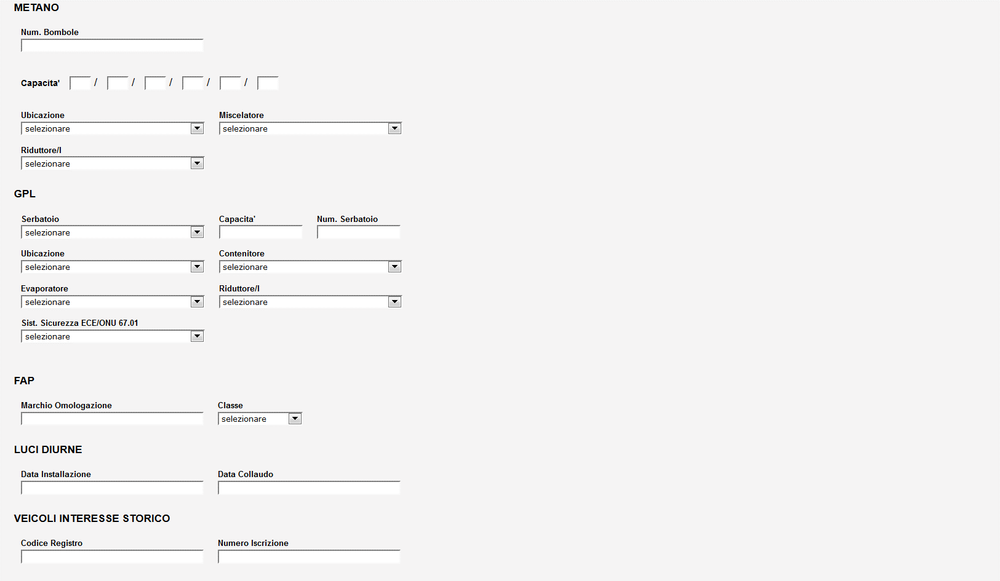 METANO
Num. Bombole
Capacita' / / / / /
Ubicazione Miscelatore
selezionare selezionare
Riduttore/I
selezionare
GPL
Serbatoio Capacita' Num. Serbatoio
selezionare
Ubicazione Contenitore
selezionare selezionare
Evaporatore Riduttore/I
selezionare selezionare
Sist. Sicurezza ECE/ONU 67.01
selezionare
FAP
Marchio Omologazione Classe
selezionare
LUCI DIURNE
Data Installazione Data Collaudo
VEICOLI INTERESSE STORICO
Codice Registro Numero Iscrizione